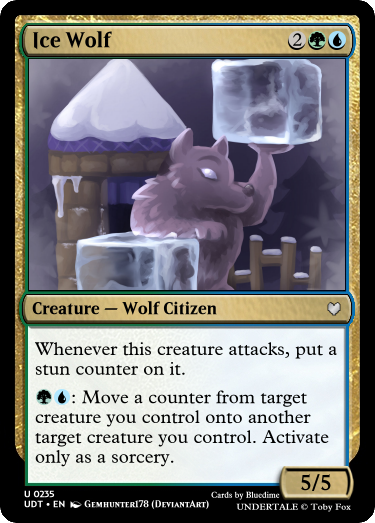 Ice Wolf 2
Creature — Wolf Citizen
Whenever this creature attacks, put a
stun counter on it.
: Move a counter from target
creature you control onto another
target creature you control. Activate
only as a sorcery.
5/5
U 0235
UDT • EN Gemhunter178 (DeviantArt)
Cards by Bluedime
UNDERTALE © Toby Fox